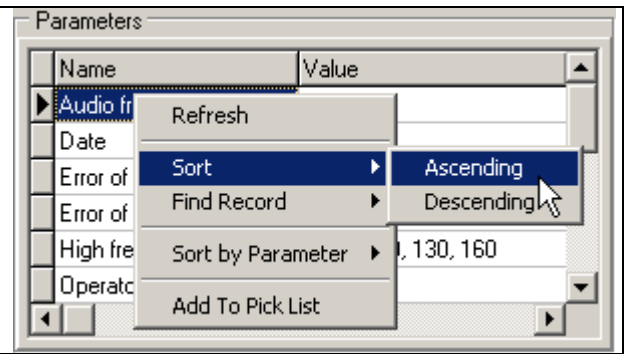 Parameters
Name Value
Audio fr
Refresh
Date
Sort Ascending
Error of
Find Record Descending
Error of
High fre Sort by Parameter , 130, 160
Add To Pick List